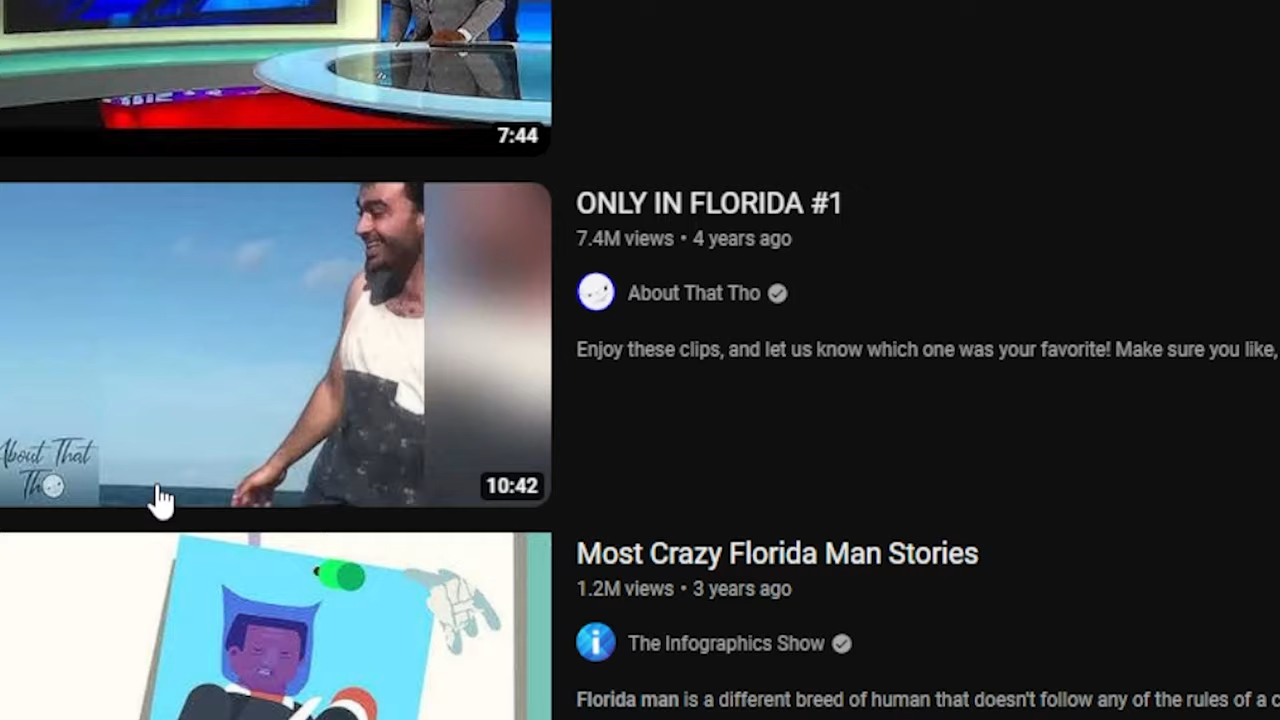 7:44
ONLY IN FLORIDA #1
7.4M views • 4 years ago
About That Tho
Enjoy these clips, and let us know which one was your favorite! Make sure you like,
About That
Tho
10:42
Most Crazy Florida Man Stories
1.2M views • 3 years ago
The Infographics Show
Florida man is a different breed of human that doesn't follow any of the rules of a